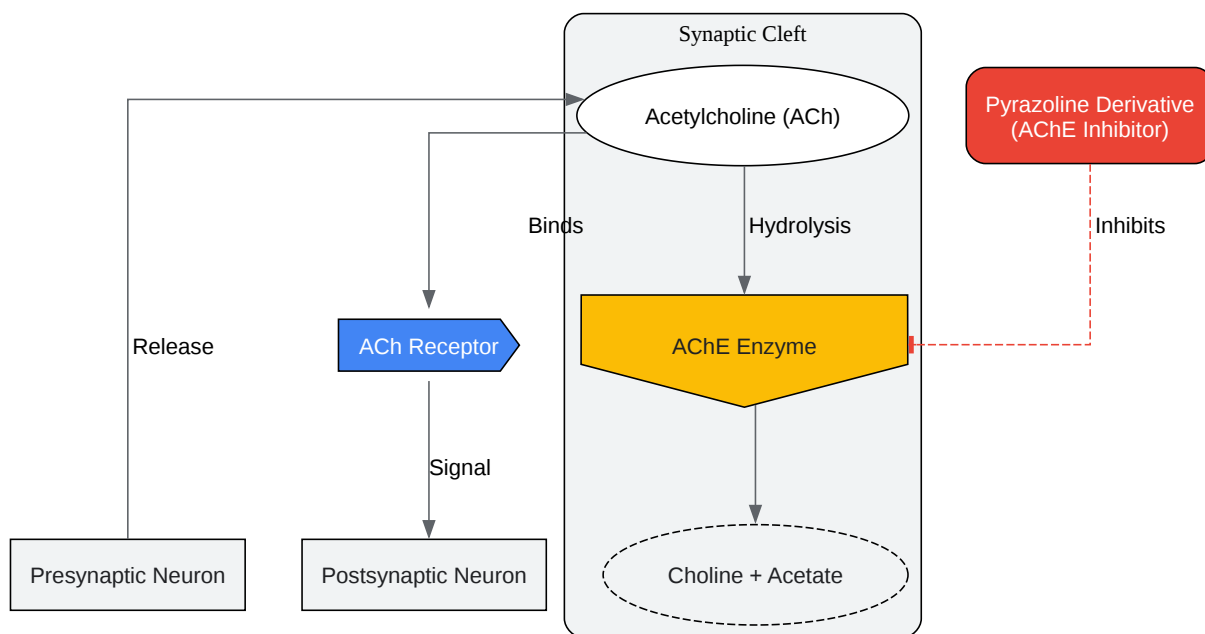 Synaptic Cleft
Acetylcholine (ACh)
Pyrazoline Derivative
(AChE Inhibitor)
Binds
Hydrolysis
Inhibits
Release
ACh Receptor
AChE Enzyme
Signal
Presynaptic Neuron
Postsynaptic Neuron
Choline + Acetate